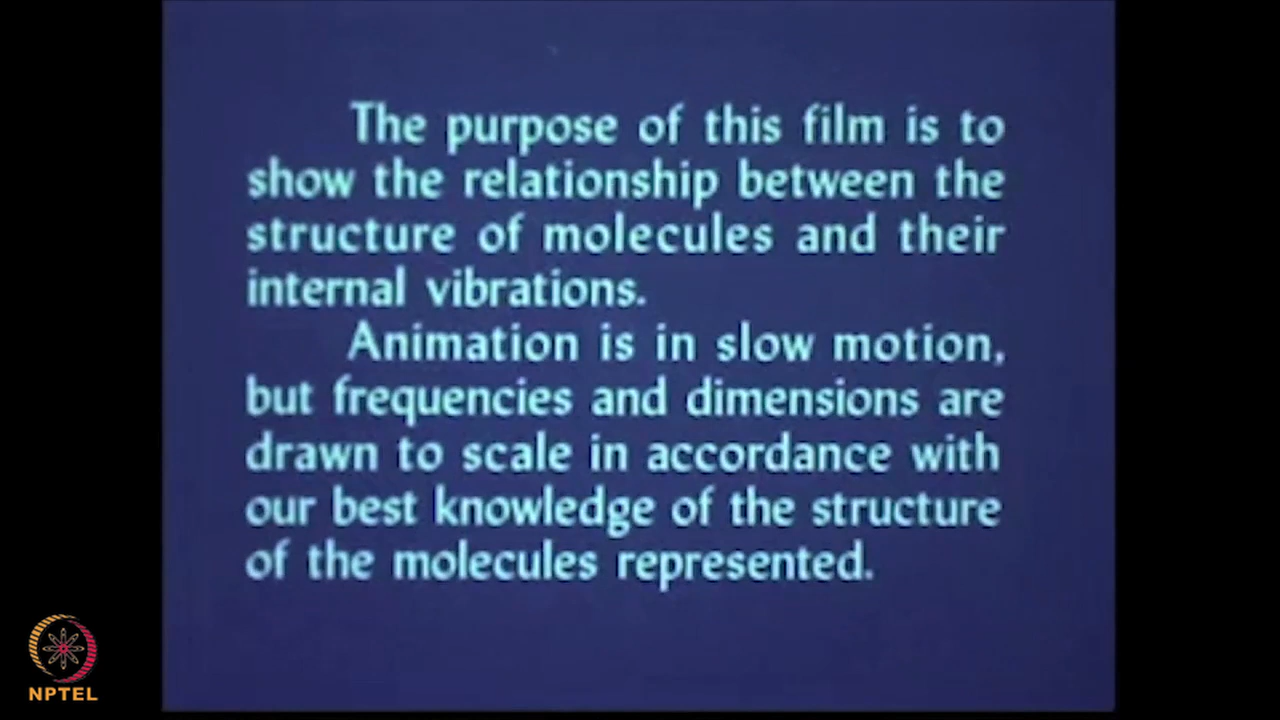 The purpose of this film is to
show the relationship between the
structure of molecules and their
internal vibrations.
Animation is in slow motion,
but frequencies and dimensions are
drawn to scale in accordance with
our best knowledge of the structure
of the molecules represented.
NPTEL